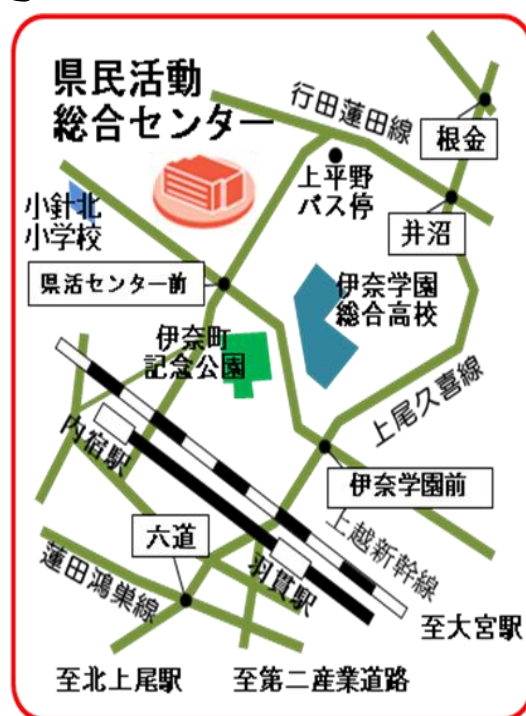 県民活動
総合センター
行田蓮田線
根金
上平野
バス停
小針北
小学校
井沼
県活センター前
伊奈学園
総合高校
伊奈町
記念公園
上尾久喜線
内宿駅
伊奈学園前
六道
上越新幹線
羽貫駅
蓮田鴻巣線
至大宮駅
至北上尾駅
至第二産業道路